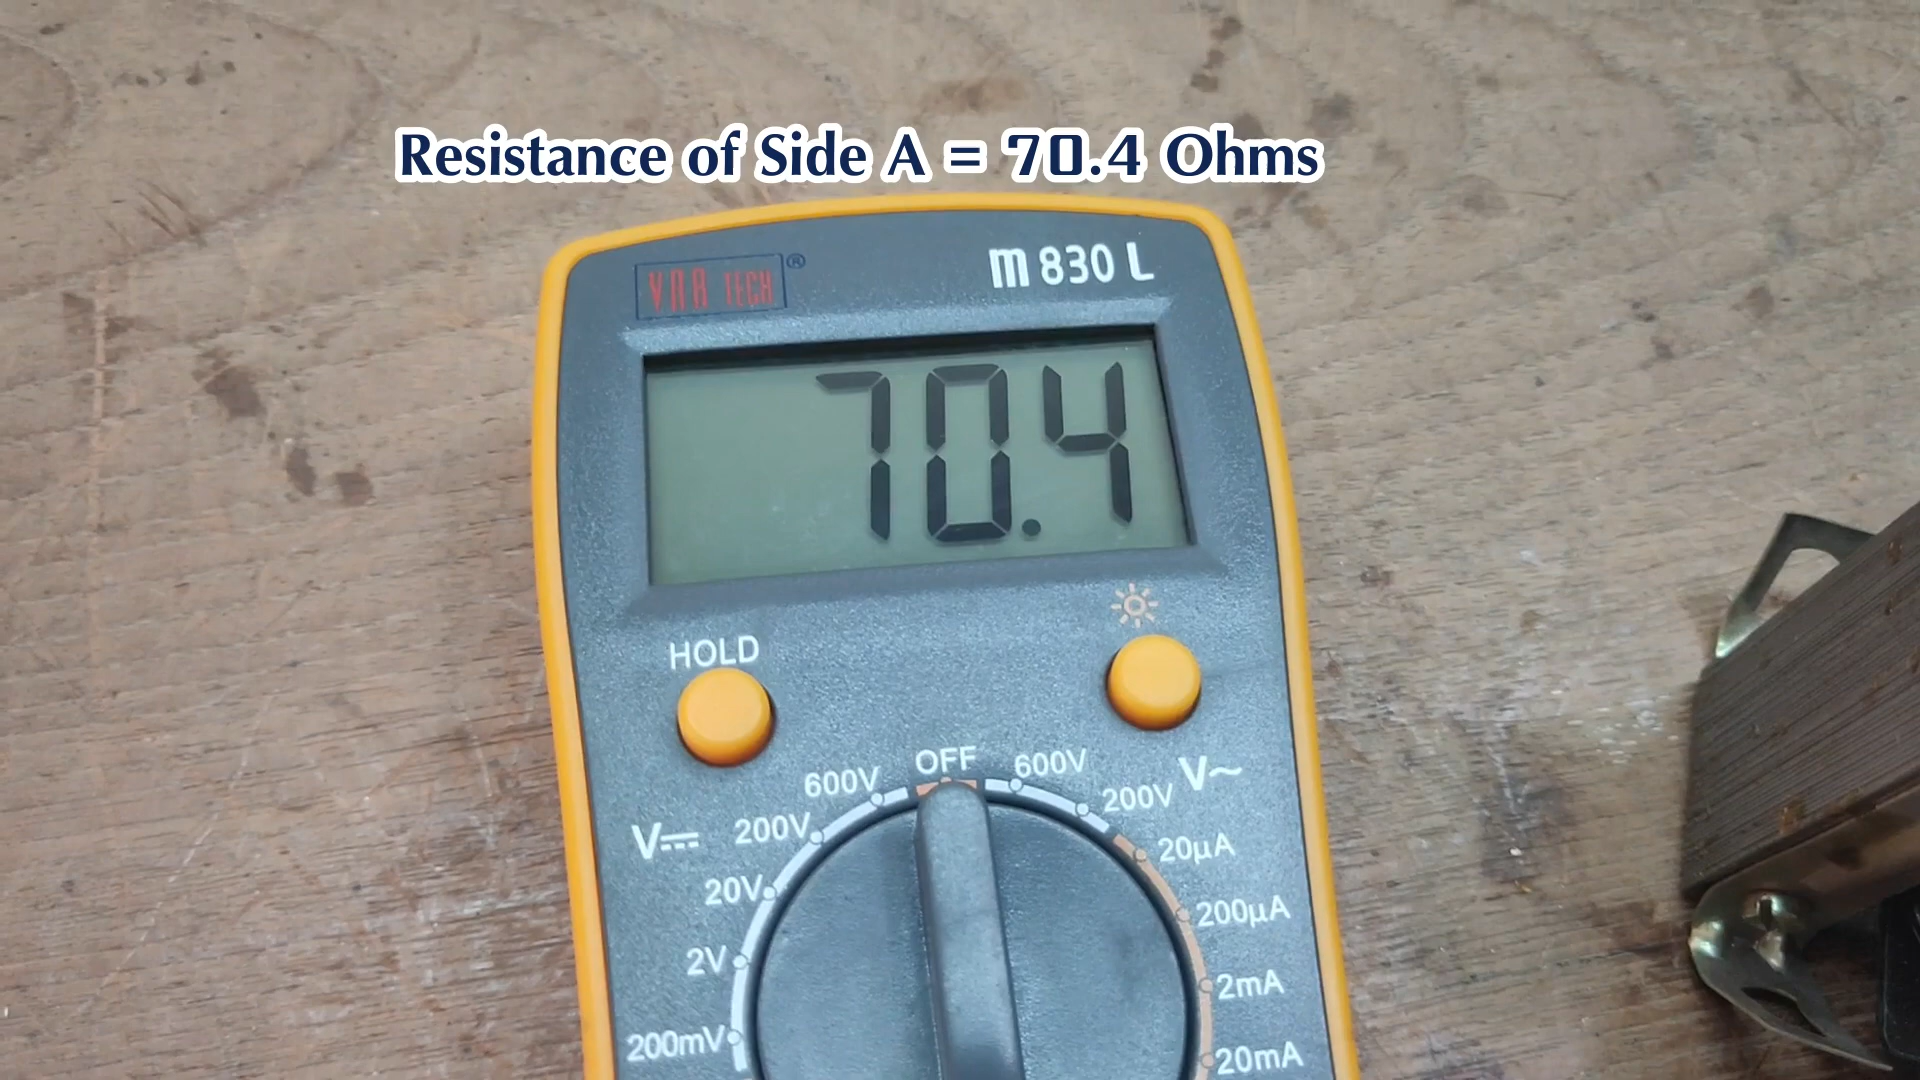 Resistance of Side A = 70.4 Ohms
VAR TECH®
m 830 L
70.4
HOLD
OFF
600V
600V
V~
200V
200V
V⎓
20µA
20V
200µA
2V
2mA
200mV
20mA